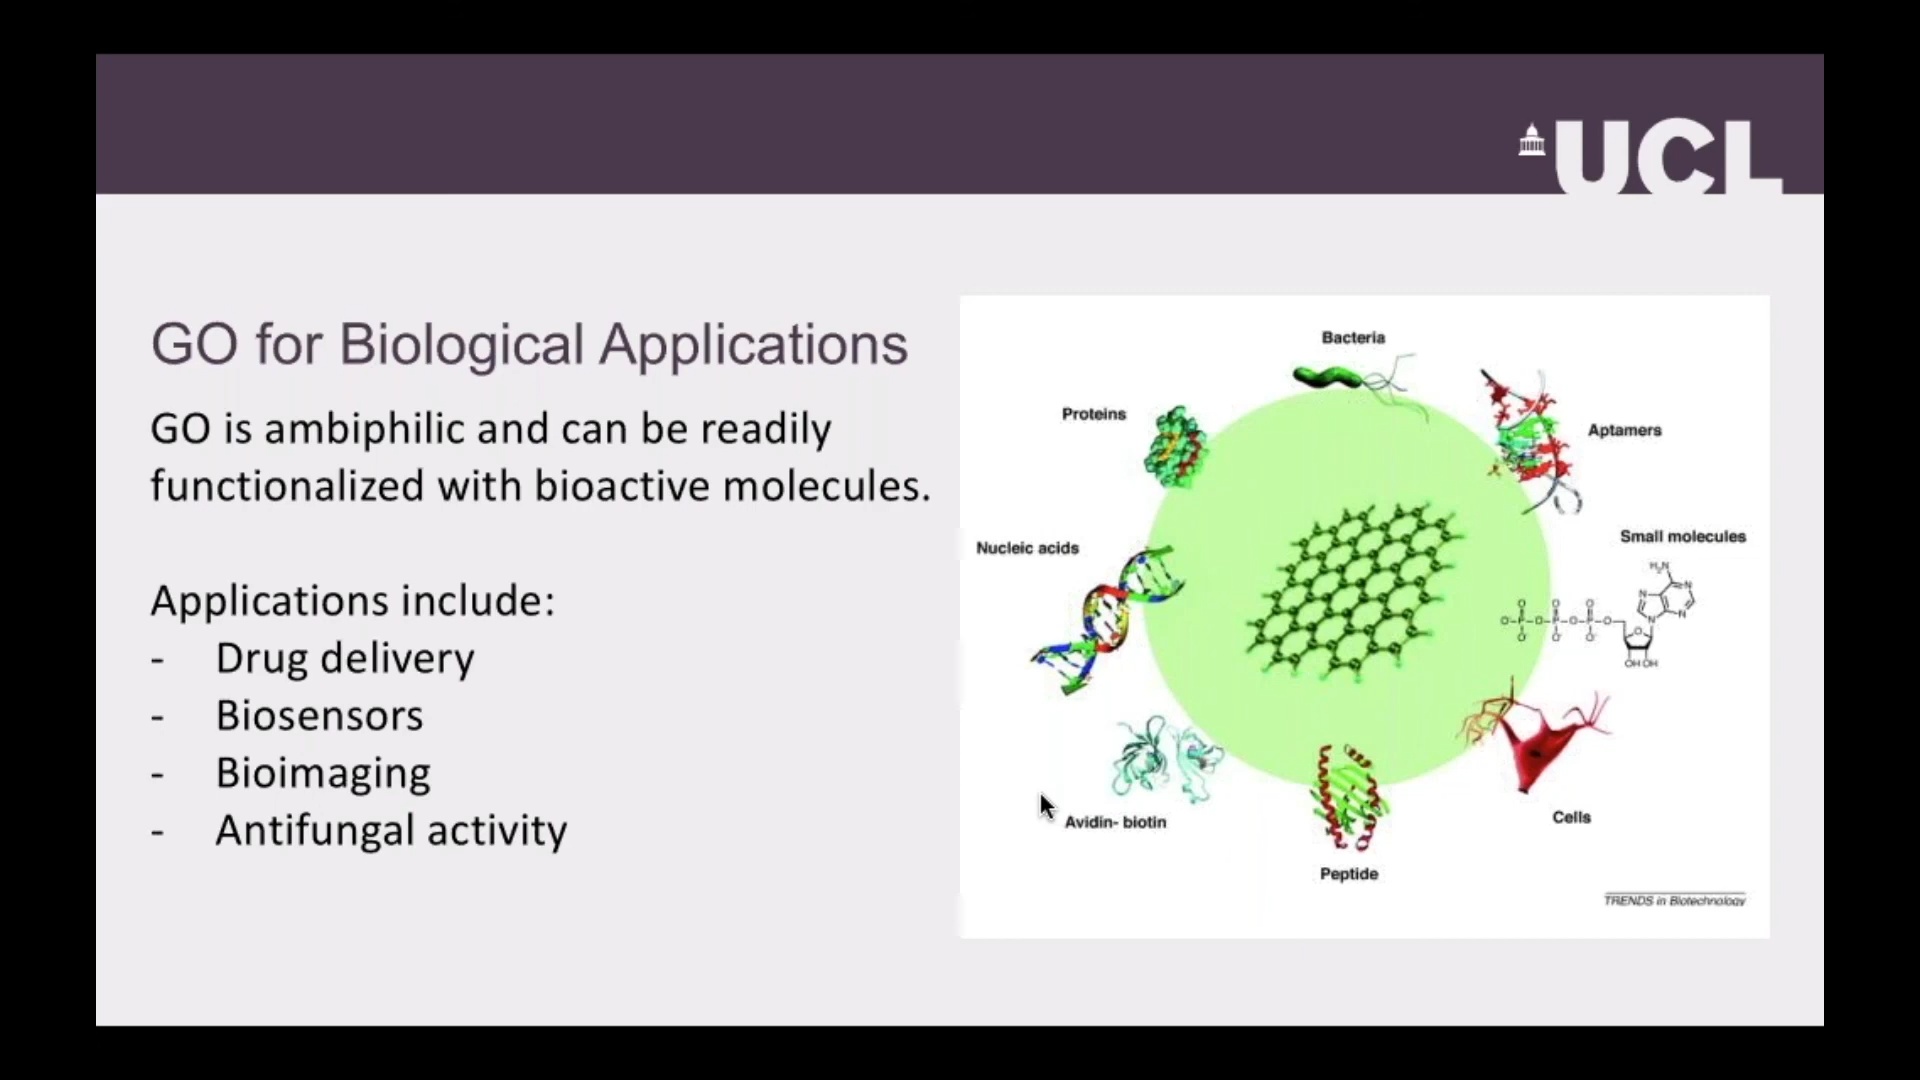 UCL
GO for Biological Applications
GO is ambiphilic and can be readily
functionalized with bioactive molecules.
Applications include:
- Drug delivery
- Biosensors
- Bioimaging
- Antifungal activity
Bacteria
Proteins
Aptamers
Small molecules
Nucleic acids
Avidin- biotin
Cells
Peptide
TRENDS in Biotechnology